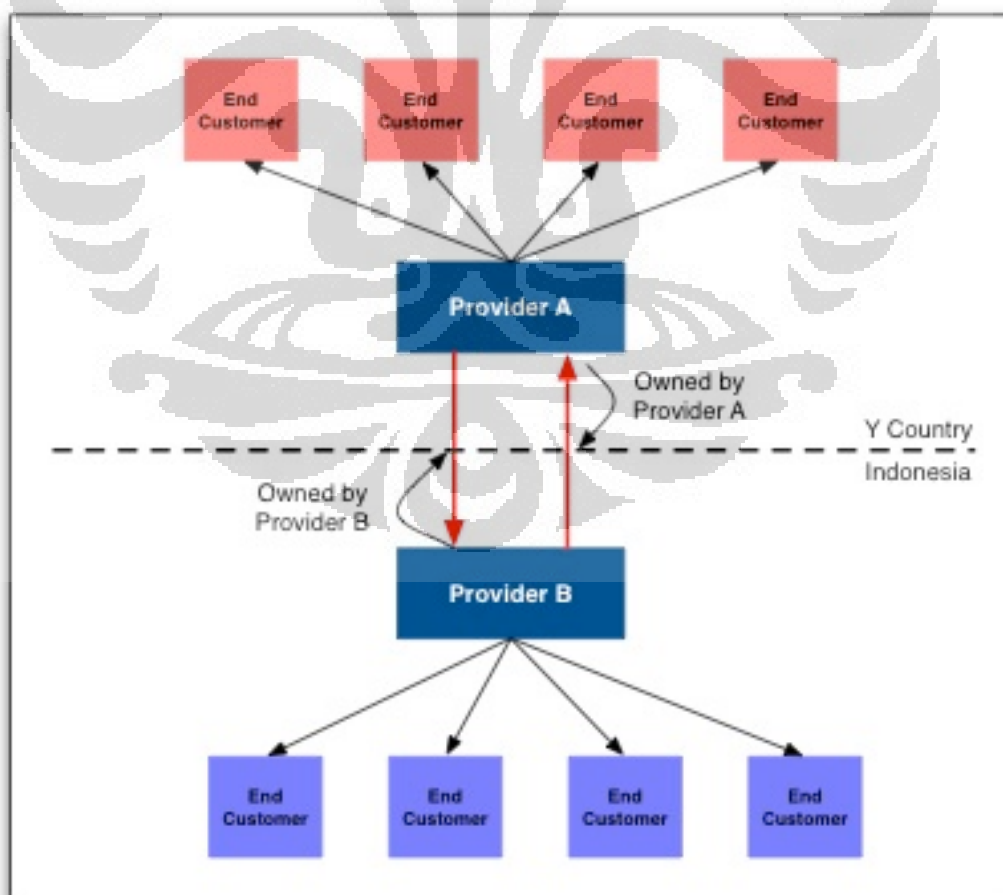 End
Customer
End
Customer
End
Customer
End
Customer
Provider A
Owned by
Provider A
Y Country
Indonesia
Owned by
Provider B
Provider B
End
Customer
End
Customer
End
Customer
End
Customer